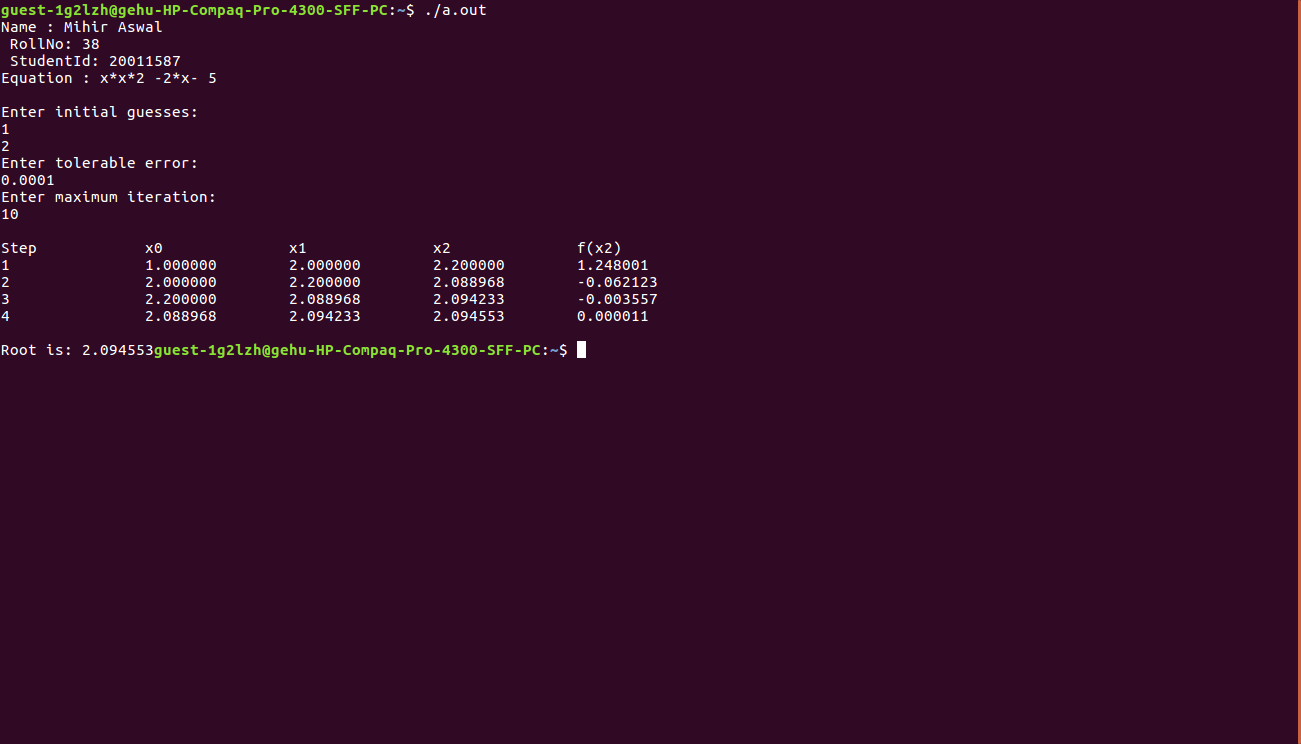 guest-1g2lzh@gehu-HP-Compaq-Pro-4300-SFF-PC:~$ ./a.out
Name : Mihir Aswal
 RollNo: 38
 StudentId: 20011587
Equation : x*x*2 -2*x- 5
Enter initial guesses:
1
2
Enter tolerable error:
0.0001
Enter maximum iteration:
10
Step x0 x1 x2 f(x2)
1 1.000000 2.000000 2.200000 1.248001
2 2.000000 2.200000 2.088968 -0.062123
3 2.200000 2.088968 2.094233 -0.003557
4 2.088968 2.094233 2.094553 0.000011
Root is: 2.094553guest-1g2lzh@gehu-HP-Compaq-Pro-4300-SFF-PC:~$